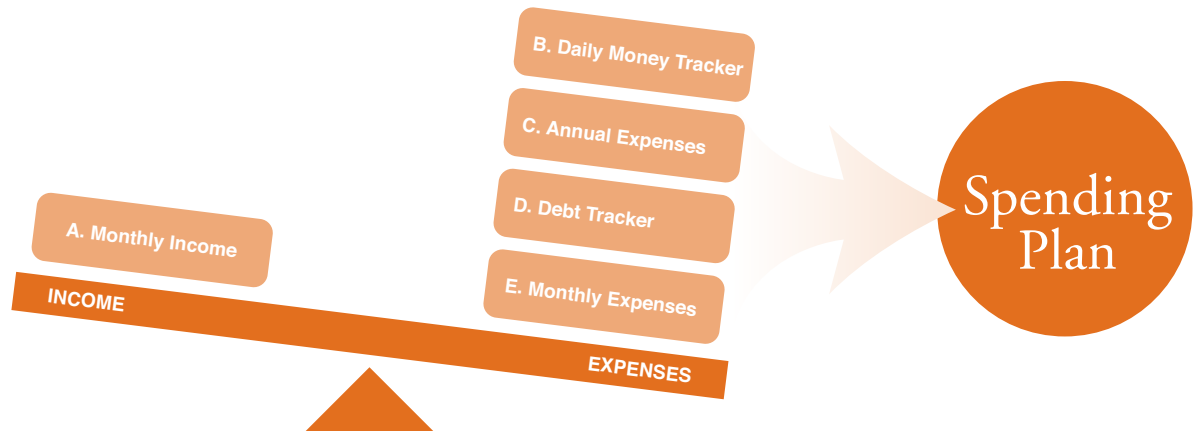 A. Monthly Income
INCOME
B. Daily Money Tracker
C. Annual Expenses
D. Debt Tracker
E. Monthly Expenses
EXPENSES
Spending
Plan